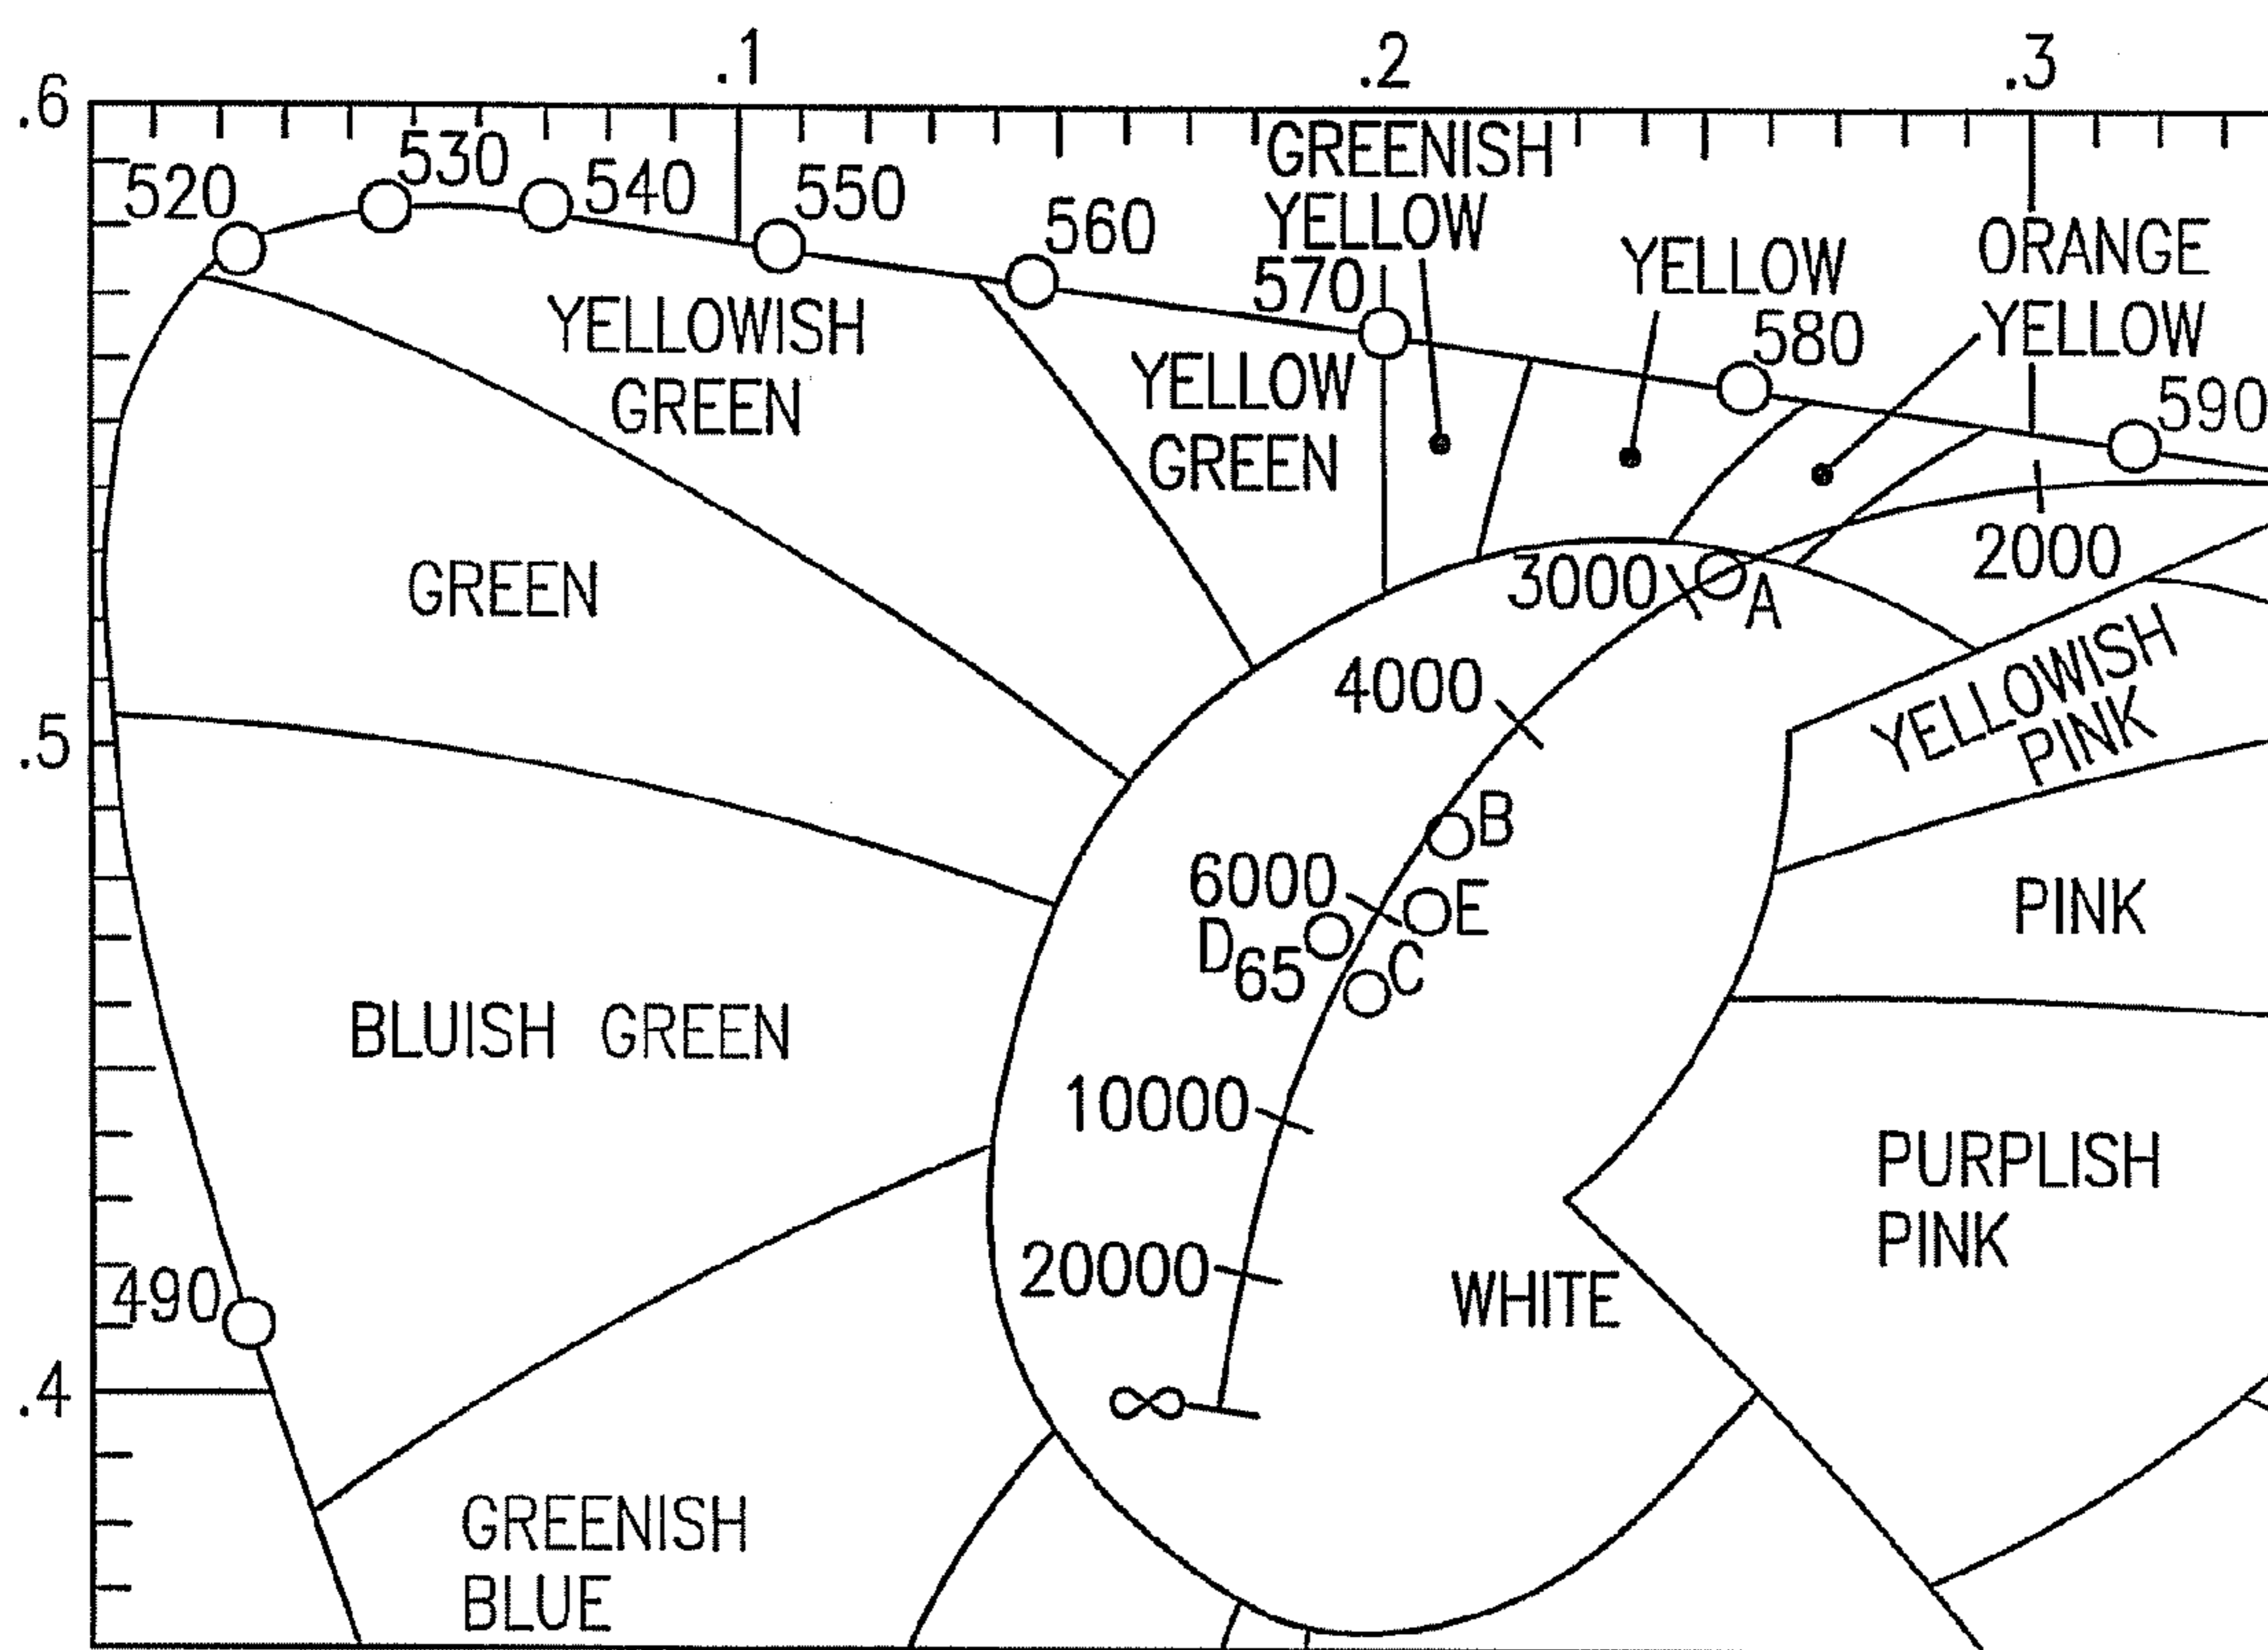 .1
.2
.3
.6
520
530
540
550
560
GREENISH
YELLOW
570
YELLOW
580
ORANGE
YELLOW
590
YELLOWISH
GREEN
YELLOW
GREEN
GREEN
3000
A
2000
4000
YELLOWISH
PINK
.5
B
6000
E
D65
C
PINK
BLUISH GREEN
10000
PURPLISH
PINK
20000
WHITE
490
.4
∞
GREENISH
BLUE